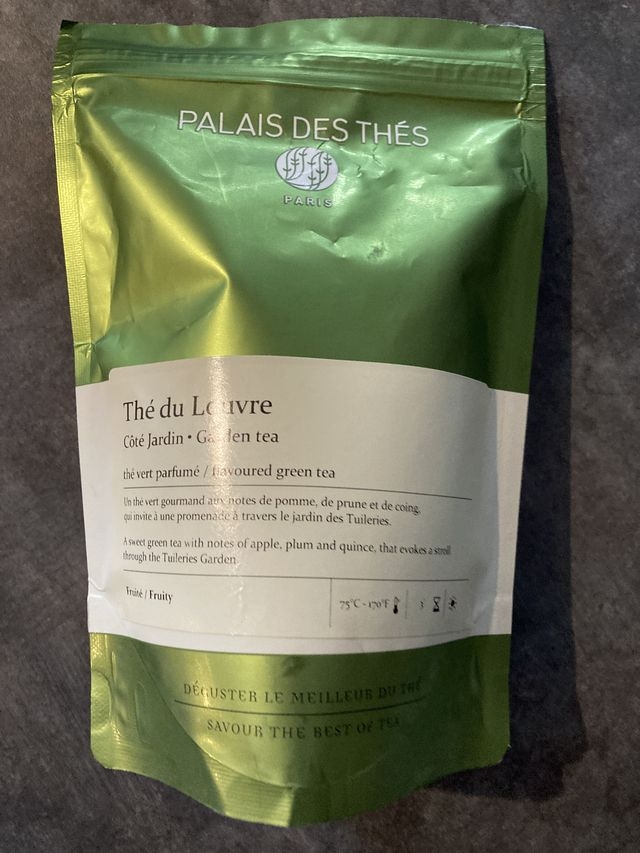 PALAIS DES THÉS
PARIS
Thé du Louvre
Côté Jardin • Garden tea
thé vert parfumé / flavoured green tea
Un thé vert gourmand aux notes de pomme, de prune et de coing,
qui invite à une promenade à travers le jardin des Tuileries.
A sweet green tea with notes of apple, plum and quince, that evokes a stroll
through the Tuileries Garden.
Fruité / Fruity
75°C - 170°F
3
DÉGUSTER LE MEILLEUR DU THÉ
SAVOUR THE BEST OF TEA